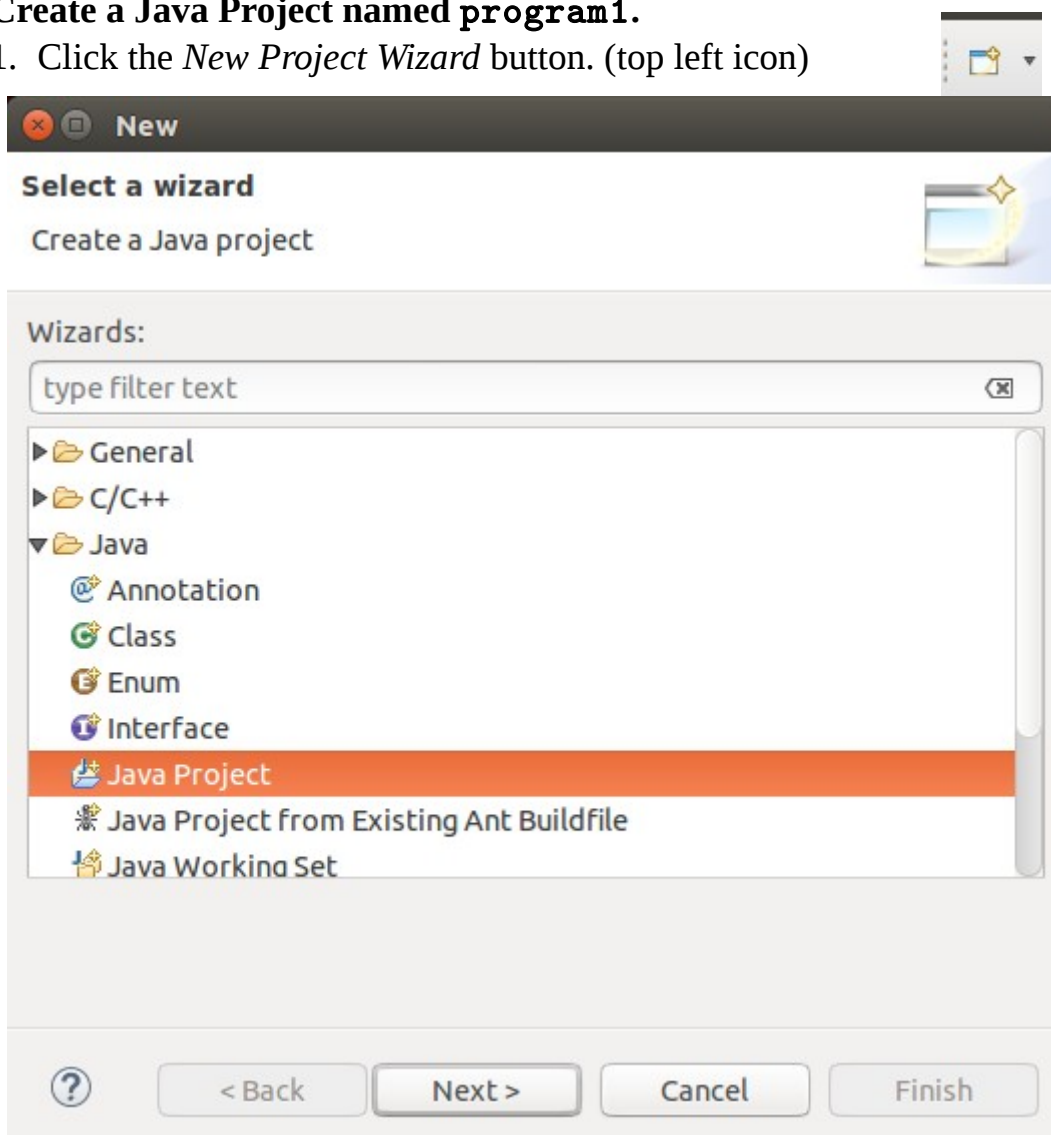 Create a Java Project named program1.
1. Click the New Project Wizard button. (top left icon)
New
Select a wizard
Create a Java project
Wizards:
type filter text
General
C/C++
Java
Annotation
Class
Enum
Interface
Java Project
Java Project from Existing Ant Buildfile
Java Working Set
? < Back Next > Cancel Finish